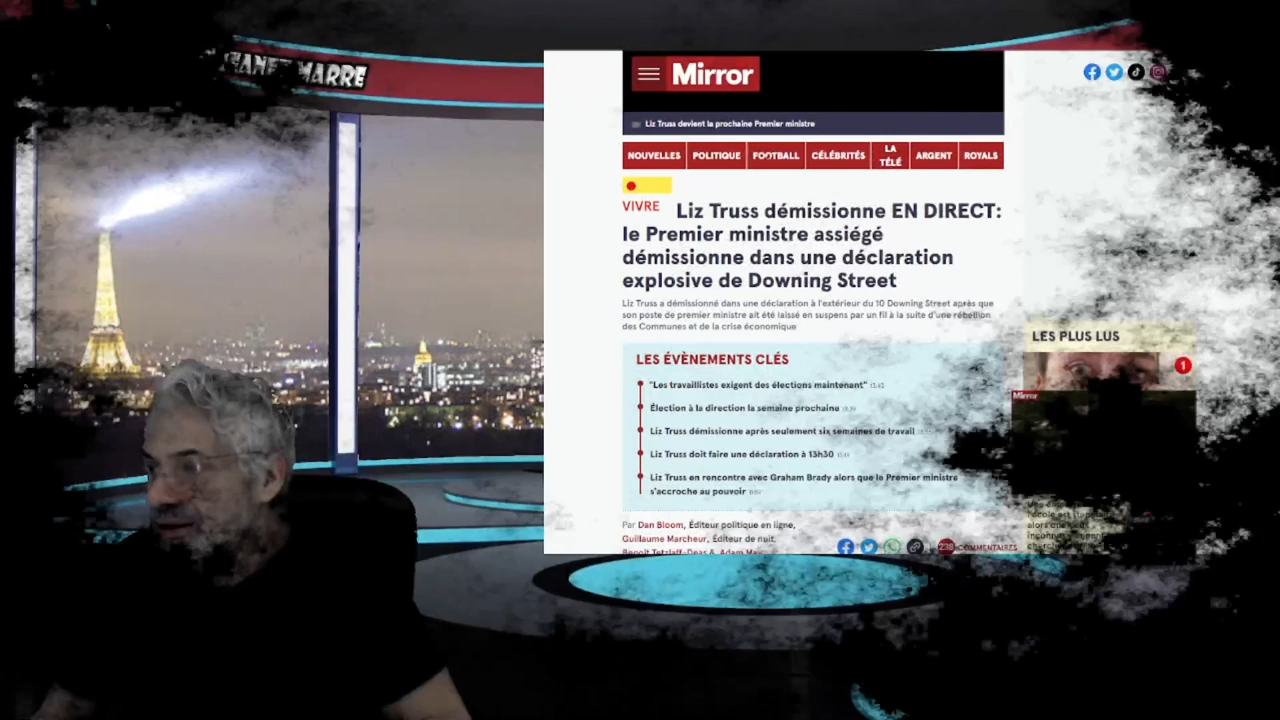 MARRE
Mirror
Liz Truss devient la prochaine Premier ministre
NOUVELLES
POLITIQUE
FOOTBALL
CÉLÉBRITÉS
LA
TÉLÉ
ARGENT
ROYALS
VIVRE
Liz Truss démissionne EN DIRECT:
le Premier ministre assiégé
démissionne dans une déclaration
explosive de Downing Street
Liz Truss a démissionné dans une déclaration à l'extérieur du 10 Downing Street après que
son poste de premier ministre ait été laissé en suspens par un fil à la suite d'une rébellion
des Communes et de la crise économique
LES ÉVÈNEMENTS CLÉS
"Les travaillistes exigent des élections maintenant"
Élection à la direction la semaine prochaine
Liz Truss démissionne après seulement six semaines de travail
Liz Truss doit faire une déclaration à 13h30
Liz Truss en rencontre avec Graham Brady alors que le Premier ministre
s'accroche au pouvoir
Par Dan Bloom, Éditeur politique en ligne,
Guillaume Marcheur, Éditeur de nuit,
COMMENTAIRES
LES PLUS LUS
1
Mirror